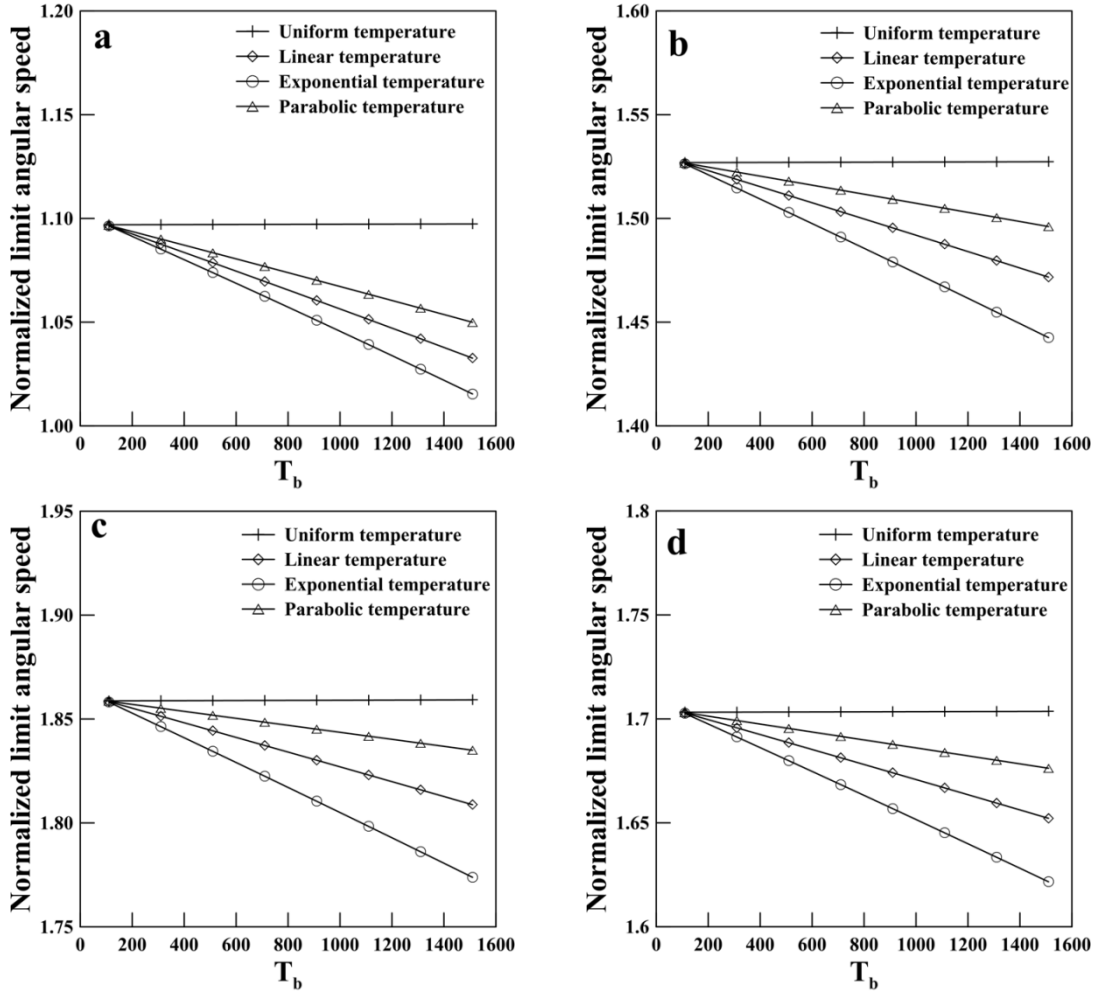 a
Normalized limit angular speed
1.20
1.15
1.10
1.05
1.00
Uniform temperature
Linear temperature
Exponential temperature
Parabolic temperature
0 200 400 600 800 1000 1200 1400 1600
T_b
b
Normalized limit angular speed
1.60
1.55
1.50
1.45
1.40
Uniform temperature
Linear temperature
Exponential temperature
Parabolic temperature
0 200 400 600 800 1000 1200 1400 1600
T_b
c
Normalized limit angular speed
1.95
1.90
1.85
1.80
1.75
Uniform temperature
Linear temperature
Exponential temperature
Parabolic temperature
0 200 400 600 800 1000 1200 1400 1600
T_b
d
Normalized limit angular speed
1.8
1.75
1.7
1.65
1.6
Uniform temperature
Linear temperature
Exponential temperature
Parabolic temperature
0 200 400 600 800 1000 1200 1400 1600
T_b